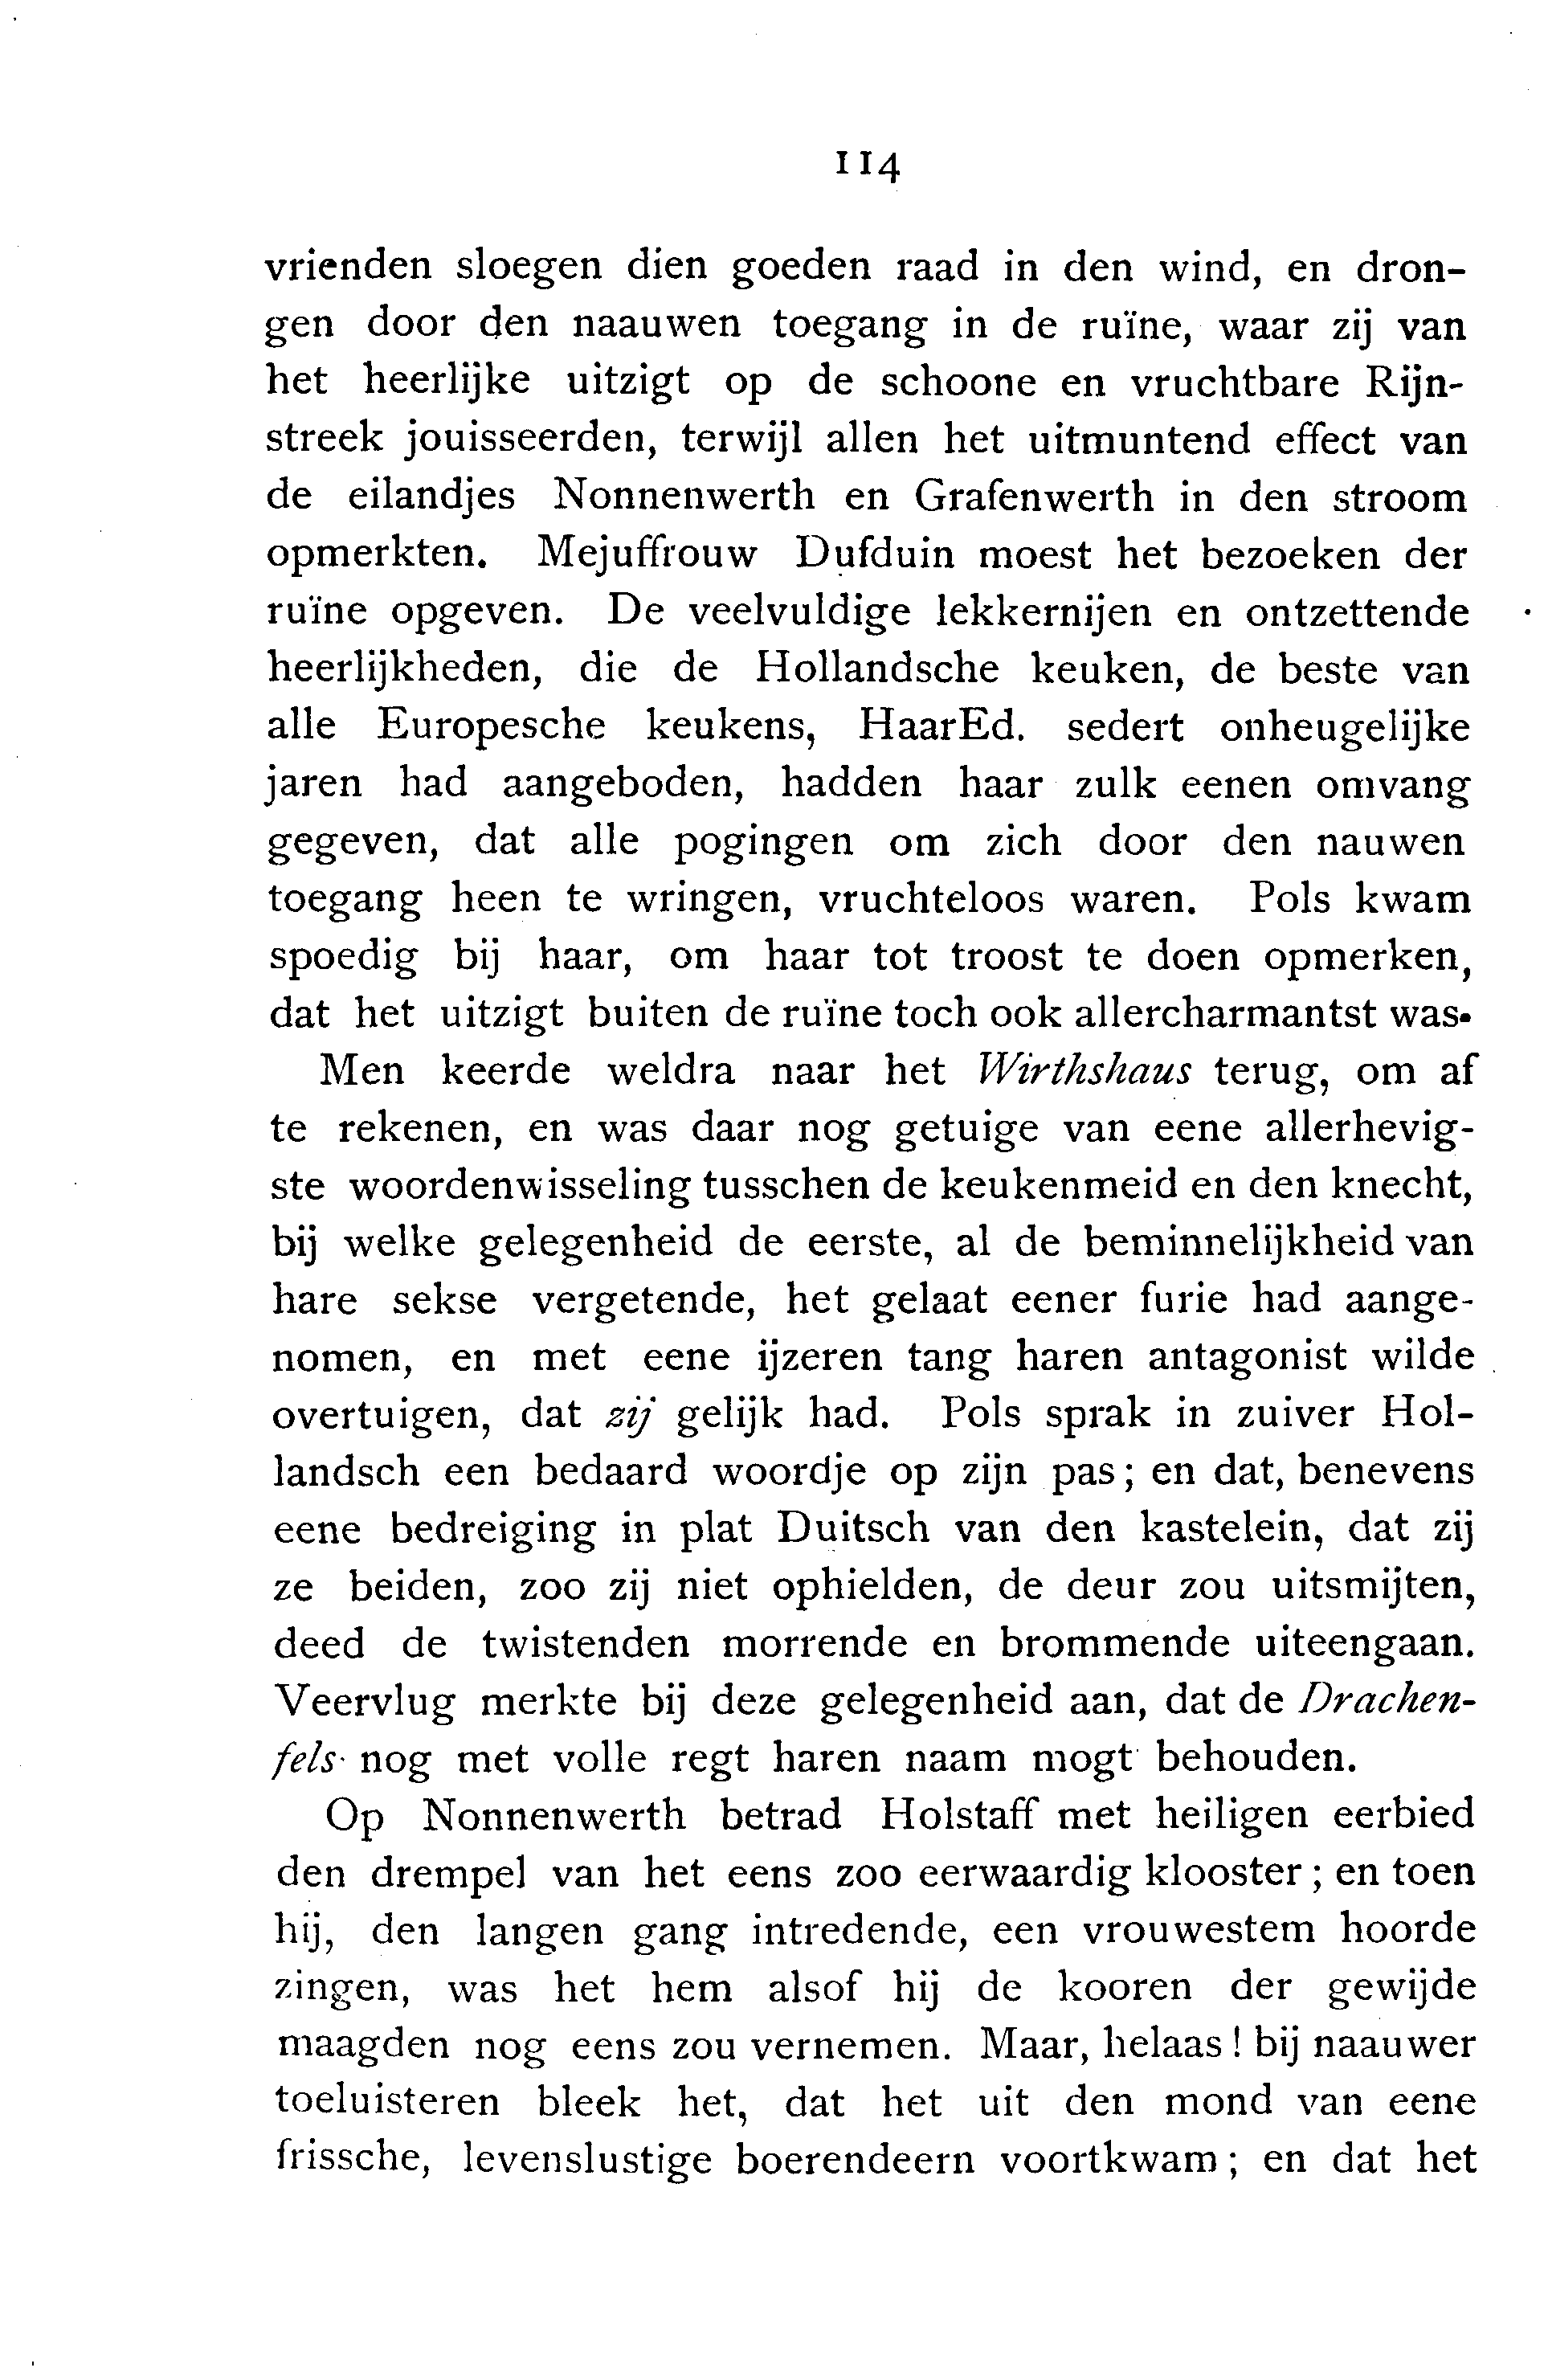 114
vrienden sloegen dien goeden raad in den wind, en dron-
gen door den naauwen toegang in de ruïne, waar zij van
het heerlijke uitzigt op de schoone en vruchtbare Rijn-
streek jouisseerden, terwijl allen het uitmuntend effect van
de eilandjes Nonnenwerth en Grafenwerth in den stroom
opmerkten. Mejuffrouw Dufduin moest het bezoeken der
ruïne opgeven. De veelvuldige lekkernijen en ontzettende
heerlijkheden, die de Hollandsche keuken, de beste van
alle Europesche keukens, HaarEd. sedert onheugelijke
jaren had aangeboden, hadden haar zulk eenen omvang
gegeven, dat alle pogingen om zich door den nauwen
toegang heen te wringen, vruchteloos waren. Pols kwam
spoedig bij haar, om haar tot troost te doen opmerken,
dat het uitzigt buiten de ruïne toch ook allercharmantst was.
Men keerde weldra naar het Wirthshaus terug, om af
te rekenen, en was daar nog getuige van eene allerhevig-
ste woordenwisseling tusschen de keukenmeid en den knecht,
bij welke gelegenheid de eerste, al de beminnelijkheid van
hare sekse vergetende, het gelaat eener furie had aange-
nomen, en met eene ijzeren tang haren antagonist wilde
overtuigen, dat zij gelijk had. Pols sprak in zuiver Hol-
landsch een bedaard woordje op zijn pas; en dat, benevens
eene bedreiging in plat Duitsch van den kastelein, dat zij
ze beiden, zoo zij niet ophielden, de deur zou uitsmijten,
deed de twistenden morrende en brommende uiteengaan.
Veervlug merkte bij deze gelegenheid aan, dat de Drachen-
fels nog met volle regt haren naam mogt behouden.
Op Nonnenwerth betrad Holstaff met heiligen eerbied
den drempel van het eens zoo eerwaardig klooster; en toen
hij, den langen gang intredende, een vrouwestem hoorde
zingen, was het hem alsof hij de kooren der gewijde
maagden nog eens zou vernemen. Maar, helaas! bij naauwer
toeluisteren bleek het, dat het uit den mond van eene
frissche, levenslustige boerendeern voortkwam; en dat het